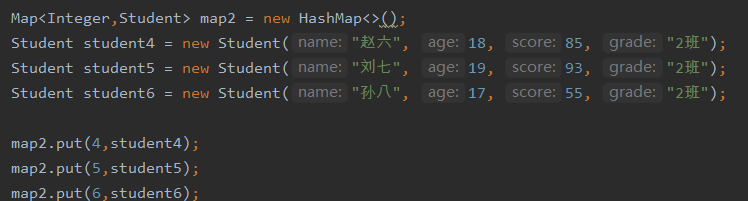 Map<Integer,Student> map2 = new HashMap<>();
Student student4 = new Student( name: "赵六", age: 18, score: 85, grade: "2班");
Student student5 = new Student( name: "刘七", age: 19, score: 93, grade: "2班");
Student student6 = new Student( name: "孙八", age: 17, score: 55, grade: "2班");
map2.put(4,student4);
map2.put(5,student5);
map2.put(6,student6);